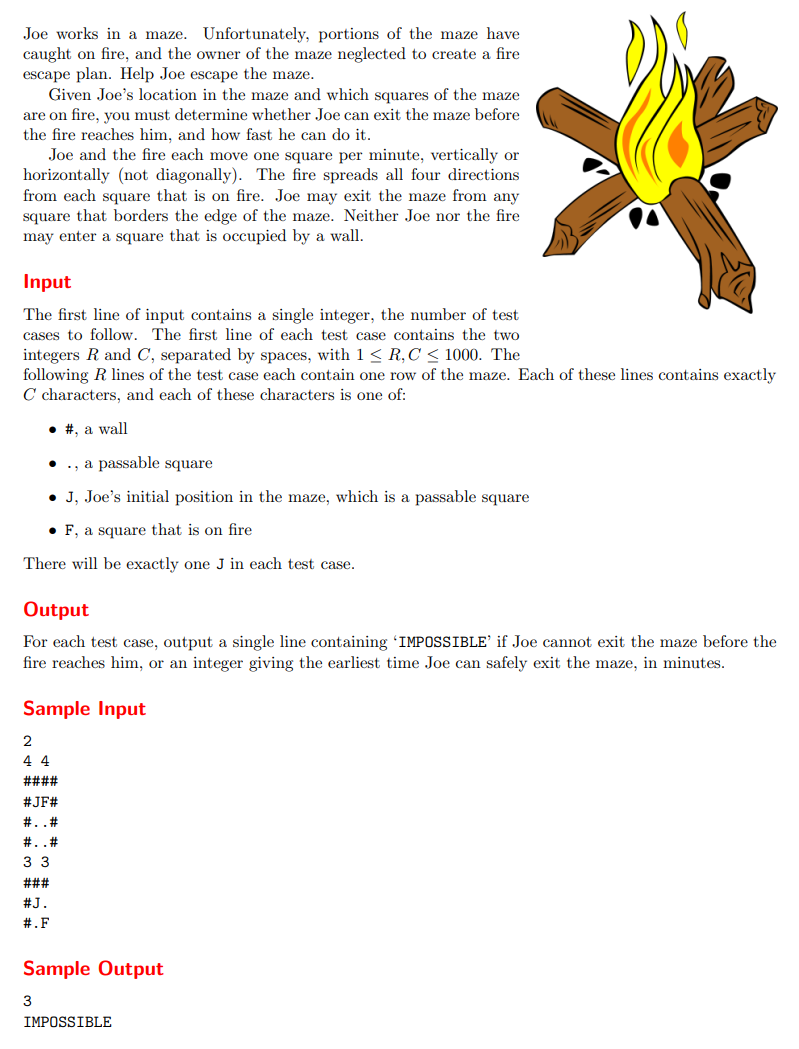 Joe works in a maze. Unfortunately, portions of the maze have
caught on fire, and the owner of the maze neglected to create a fire
escape plan. Help Joe escape the maze.
Given Joe's location in the maze and which squares of the maze
are on fire, you must determine whether Joe can exit the maze before
the fire reaches him, and how fast he can do it.
Joe and the fire each move one square per minute, vertically or
horizontally (not diagonally). The fire spreads all four directions
from each square that is on fire. Joe may exit the maze from any
square that borders the edge of the maze. Neither Joe nor the fire
may enter a square that is occupied by a wall.
Input
The first line of input contains a single integer, the number of test
cases to follow. The first line of each test case contains the two
integers R and C, separated by spaces, with 1 ≤ R, C ≤ 1000. The
following R lines of the test case each contain one row of the maze. Each of these lines contains exactly
C characters, and each of these characters is one of:
• #, a wall
• ., a passable square
• J, Joe's initial position in the maze, which is a passable square
• F, a square that is on fire
There will be exactly one J in each test case.
Output
For each test case, output a single line containing ‘IMPOSSIBLE’ if Joe cannot exit the maze before the
fire reaches him, or an integer giving the earliest time Joe can safely exit the maze, in minutes.
Sample Input
2
4 4
####
#JF#
#..#
#..#
3 3
###
#J.
#.F
Sample Output
3
IMPOSSIBLE